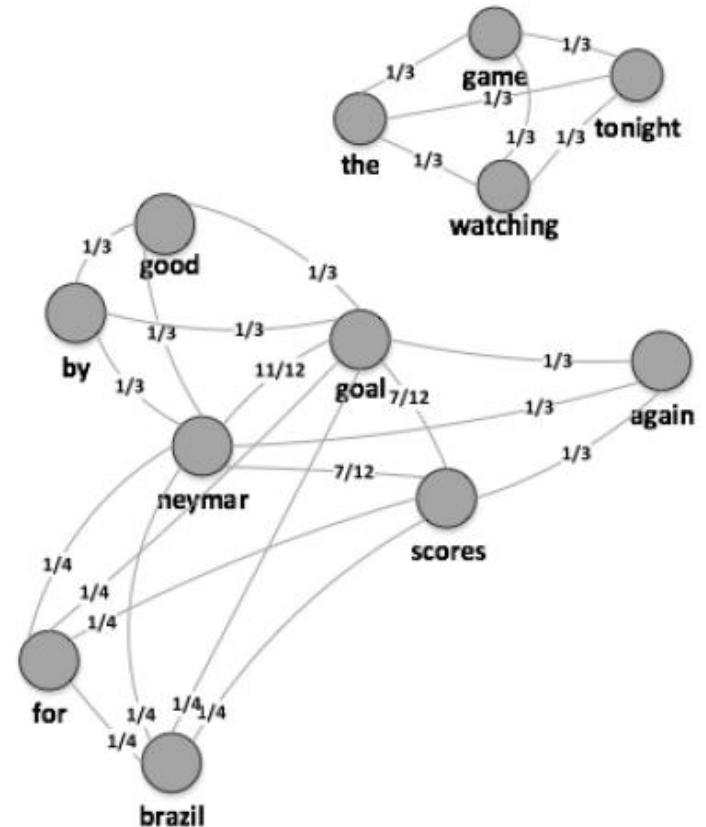 1/3
game
1/3
1/3
tonight
the
1/3
1/3
1/3
watching
1/3
good
1/3
1/3
1/3
by
1/3
11/12
goal
7/12
1/3
again
1/3
neymar
7/12
1/3
scores
1/4
1/4
1/4
for
1/4
1/4
1/4
1/4
brazil